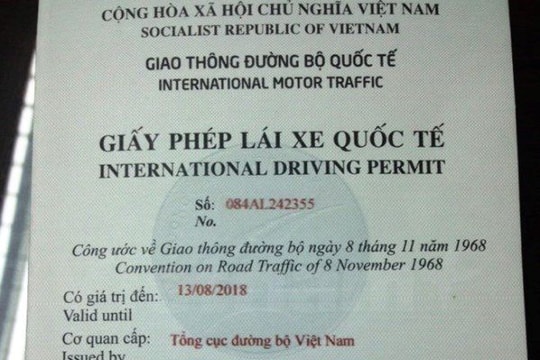 CỘNG HÒA XÃ HỘI CHỦ NGHĨA VIỆT NAM
SOCIALIST REPUBLIC OF VIETNAM
GIAO THÔNG ĐƯỜNG BỘ QUỐC TẾ
INTERNATIONAL MOTOR TRAFFIC
GIẤY PHÉP LÁI XE QUỐC TẾ
INTERNATIONAL DRIVING PERMIT
Số: 084AL242355
No.
Công ước về Giao thông đường bộ ngày 8 tháng 11 năm 1968
Convention on Road Traffic of 8 November 1968
Có giá trị đến: 13/08/2018
Valid until
Cơ quan cấp: Tổng cục đường bộ Việt Nam
Issued by